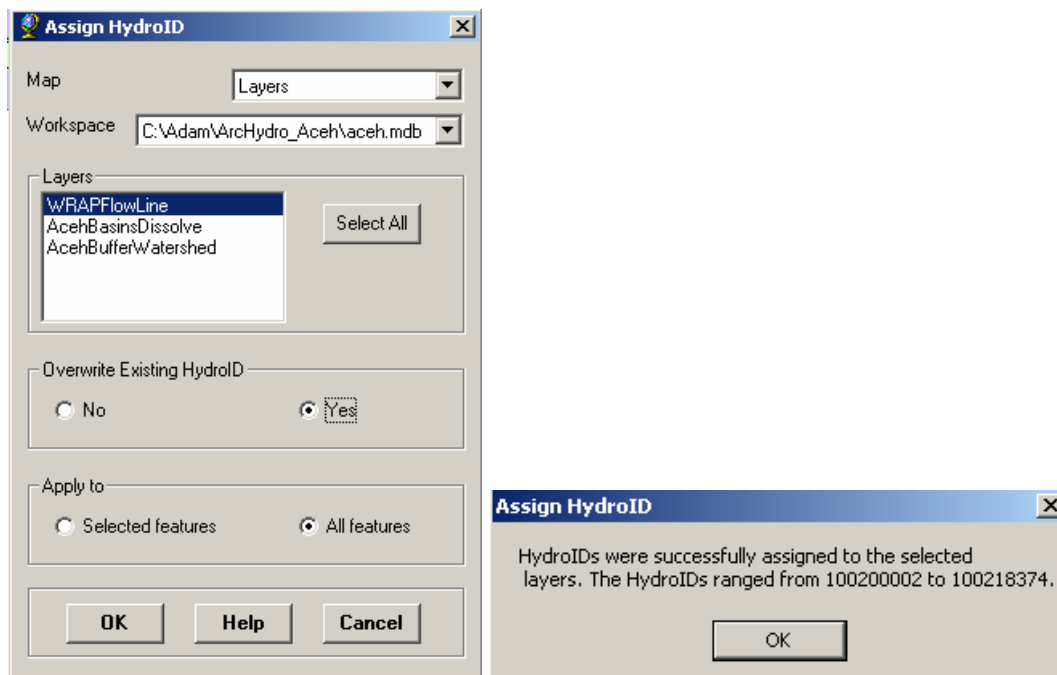 Assign HydroID
Map
Layers
Workspace
C:\Adam\ArcHydro_Aceh\aceh.mdb
Layers
WRAPFlowLine
AcehBasinsDissolve
AcehBufferWatershed
Select All
Overwrite Existing HydroID
No
Yes
Apply to
Selected features
All features
OK
Help
Cancel
Assign HydroID
HydroIDs were successfully assigned to the selected
layers. The HydroIDs ranged from 100200002 to 100218374.
OK